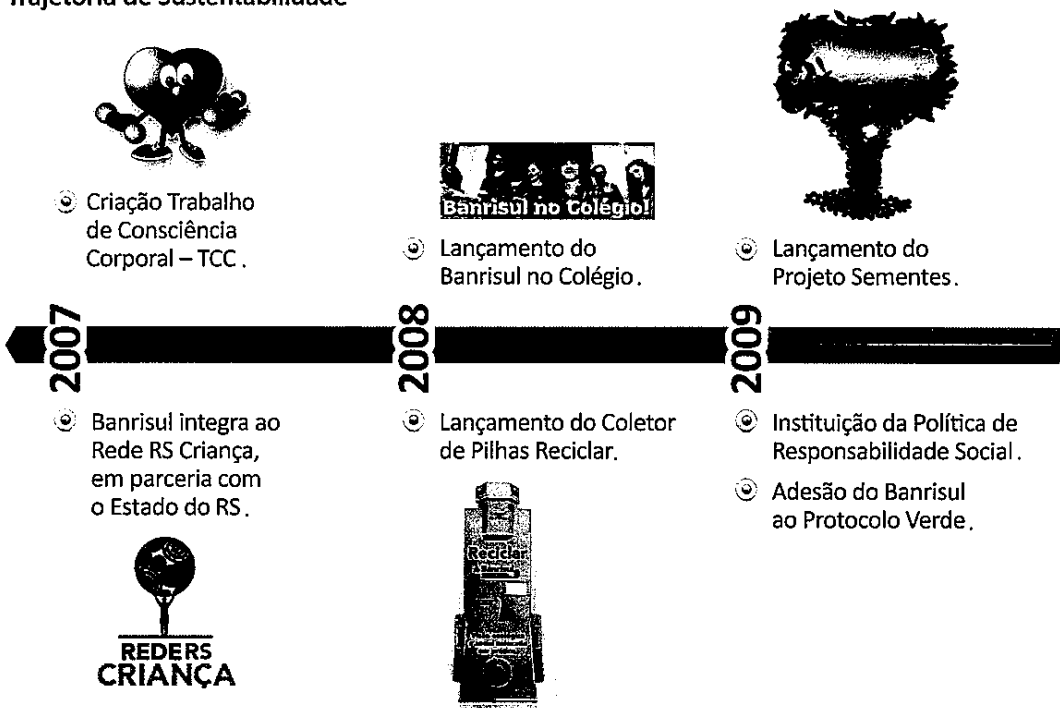 Trajetória de Sustentabilidade
Criação Trabalho
de Consciência
Corporal – TCC.
Banrisul no Colégio!
Lançamento do
Banrisul no Colégio.
Lançamento do
Projeto Sementes.
2007
2008
2009
Banrisul integra ao
Rede RS Criança,
em parceria com
o Estado do RS.
REDERS
CRIANÇA
Lançamento do Coletor
de Pilhas Reciclar.
Reciclar
Instituição da Política de
Responsabilidade Social.
Adesão do Banrisul
ao Protocolo Verde.